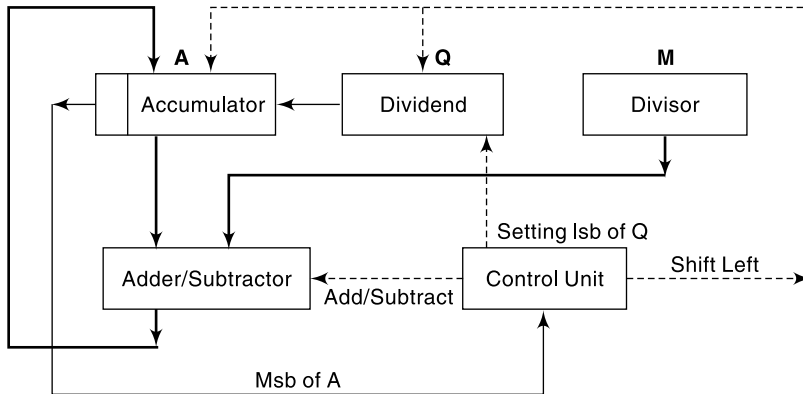 A
Q
M
Accumulator
Dividend
Divisor
Setting lsb of Q
Adder/Subtractor
Control Unit
Shift Left
Add/Subtract
Msb of A